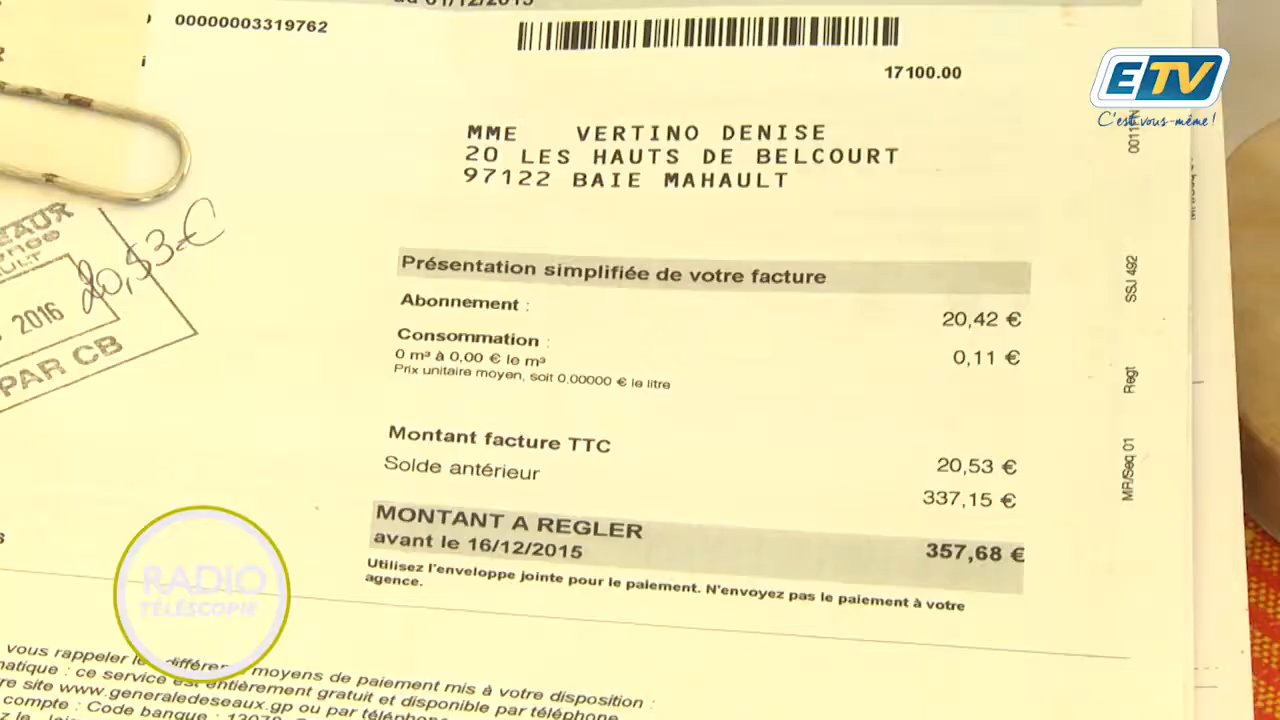 au 01/12/2015
00000003319762
17100.00
ETV
C'est vous-même !
MME VERTINO DENISE
20 LES HAUTS DE BELCOURT
97122 BAIE MAHAULT
20,53 €
2016
PAR CB
Présentation simplifiée de votre facture
Abonnement : 20,42 €
Consommation : 0,11 €
0 m³ à 0,00 € le m³
Prix unitaire moyen, soit 0,00000 € le litre
Montant facture TTC 20,53 €
Solde antérieur 337,15 €
MONTANT A REGLER
avant le 16/12/2015 357,68 €
Utilisez l'enveloppe jointe pour le paiement. N'envoyez pas le paiement à votre
agence.
SSJ 492
Regt
MR/Seq 01
RADIO
TÉLÉSCOPIE
vous rappeler les différents moyens de paiement mis à votre disposition :
matique : ce service est entièrement gratuit et disponible par téléphone
re site www.generaledeseaux.gp ou par téléphone
compte : Code banque :